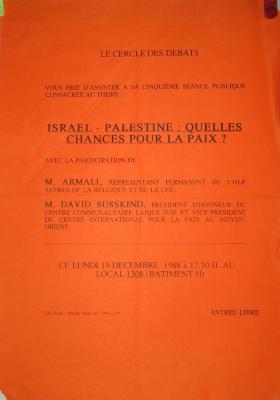 LE CERCLE DES DEBATS
VOUS PRIE D'ASSISTER A SA CINQUIEME SEANCE PUBLIQUE
CONSACREE AU THEME :
ISRAEL - PALESTINE : QUELLES
CHANCES POUR LA PAIX ?
AVEC LA PARTICIPATION DE :
M. ARMALI, REPRESENTANT PERMANENT DE L'OLP
AUPRES DE LA BELGIQUE ET DE LA CEE;
M. DAVID SUSSKIND, PRESIDENT D'HONNEUR DU
CENTRE COMMUNAUTAIRE LAIQUE JUIF ET VICE-PRESIDENT
DU CENTRE INTERNATIONAL POUR LA PAIX AU MOYEN-
ORIENT.
CE LUNDI 19 DECEMBRE 1988 a 12.30 H. AU
LOCAL 1308 (BATIMENT H)
ENTREE LIBRE